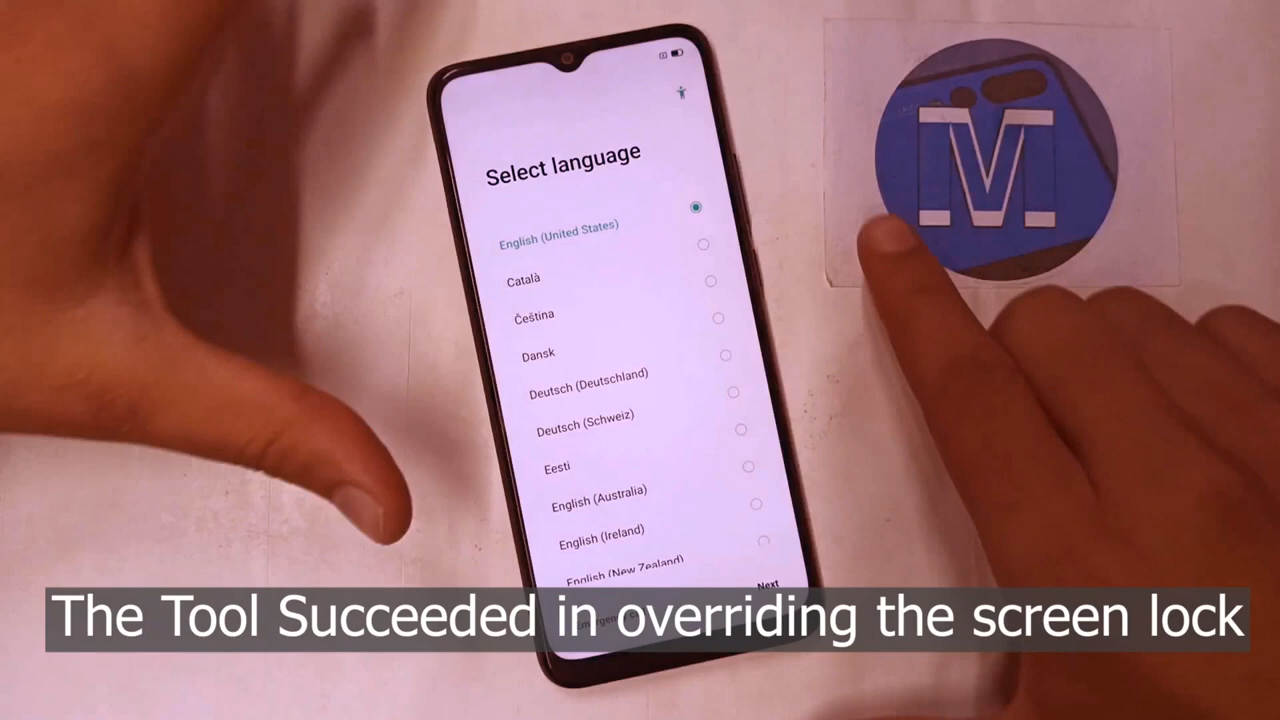 Select language
English (United States)
Català
Čeština
Dansk
Deutsch (Deutschland)
Deutsch (Schweiz)
Eesti
English (Australia)
English (Ireland)
English (New Zealand)
Next
M
The Tool Succeeded in overriding the screen lock